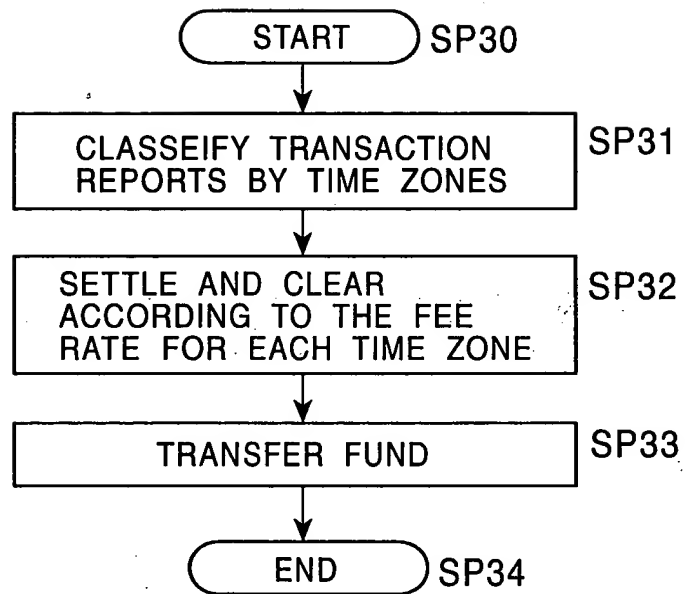 START SP30
CLASSEIFY TRANSACTION SP31
REPORTS BY TIME ZONES
SETTLE AND CLEAR SP32
ACCORDING TO THE FEE
RATE FOR EACH TIME ZONE
TRANSFER FUND SP33
END SP34